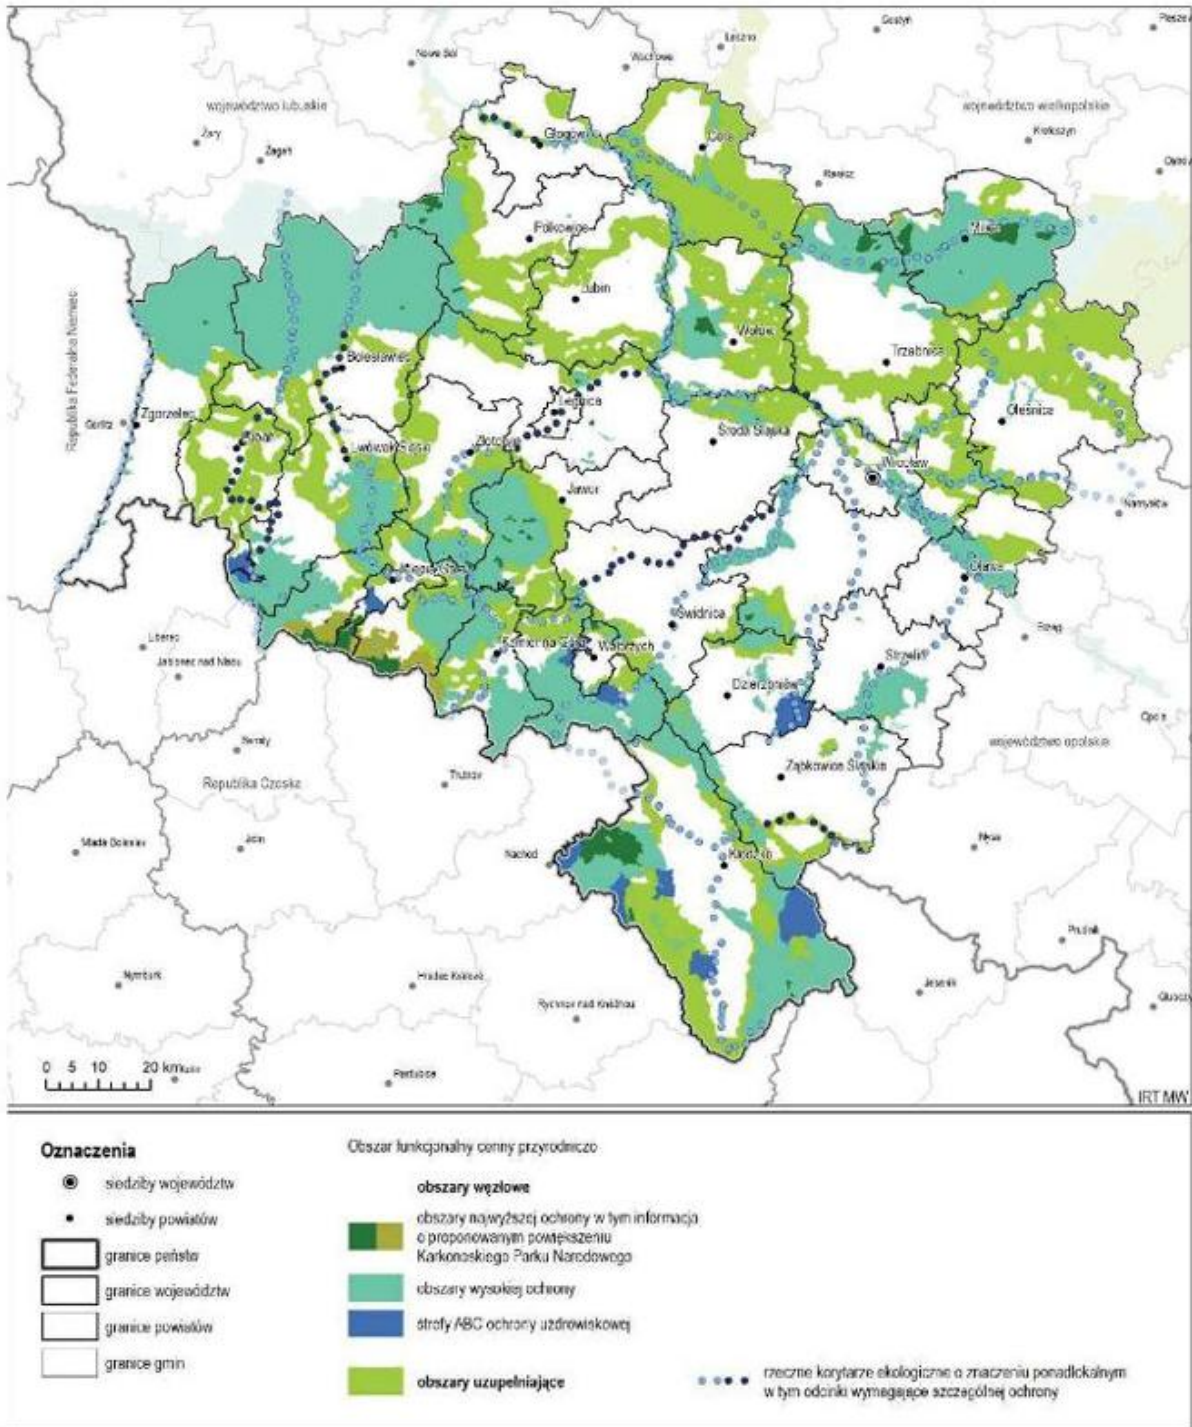 Gostyń
Leszno
Nowa Sól
Wschowa
województwo lubuskie
województwo wielkopolskie
Żary
Żagań
Głogów
Góra
Krotoszyn
Rawicz
Polkowice
Milicz
Lubin
Wołów
Trzebnica
Republika Federalna Niemiec
Bolesławiec
Legnica
Oleśnica
Zgorzelec
Gorlitz
Lubań
Lwówek Śląski
Złotoryja
Środa Śląska
Wrocław
Jawor
Namysłów
Oława
Jelenia Góra
Świdnica
Liberec
Jablonec nad Nisou
Kamienna Góra
Wałbrzych
Strzelin
Brzeg
Dzierżoniów
Opole
województwo opolskie
Semily
Republika Czeska
Trutnov
Ząbkowice Śląskie
Mladá Boleslav
Jičín
Nachod
Kłodzko
Nysa
Prudnik
Nymburk
Hradec Králové
Rychnov nad Kněžnou
Jesenik
0 5 10 20 km
Pardubice
IRT MW
Oznaczenia
siedziby województw
siedziby powiatów
granice państw
granice województw
granice powiatów
granice gmin
Obszar funkcjonalny cenny przyrodniczo
obszary węzłowe
obszary najwyższej ochrony w tym informacja
o proponowanym powiększeniu
Karkonoskiego Parku Narodowego
obszary wysokiej ochrony
strefy ABC ochrony uzdrowiskowej
obszary uzupełniające
rzeczne korytarze ekologiczne o znaczeniu ponadlokalnym
w tym odcinki wymagające szczególnej ochrony